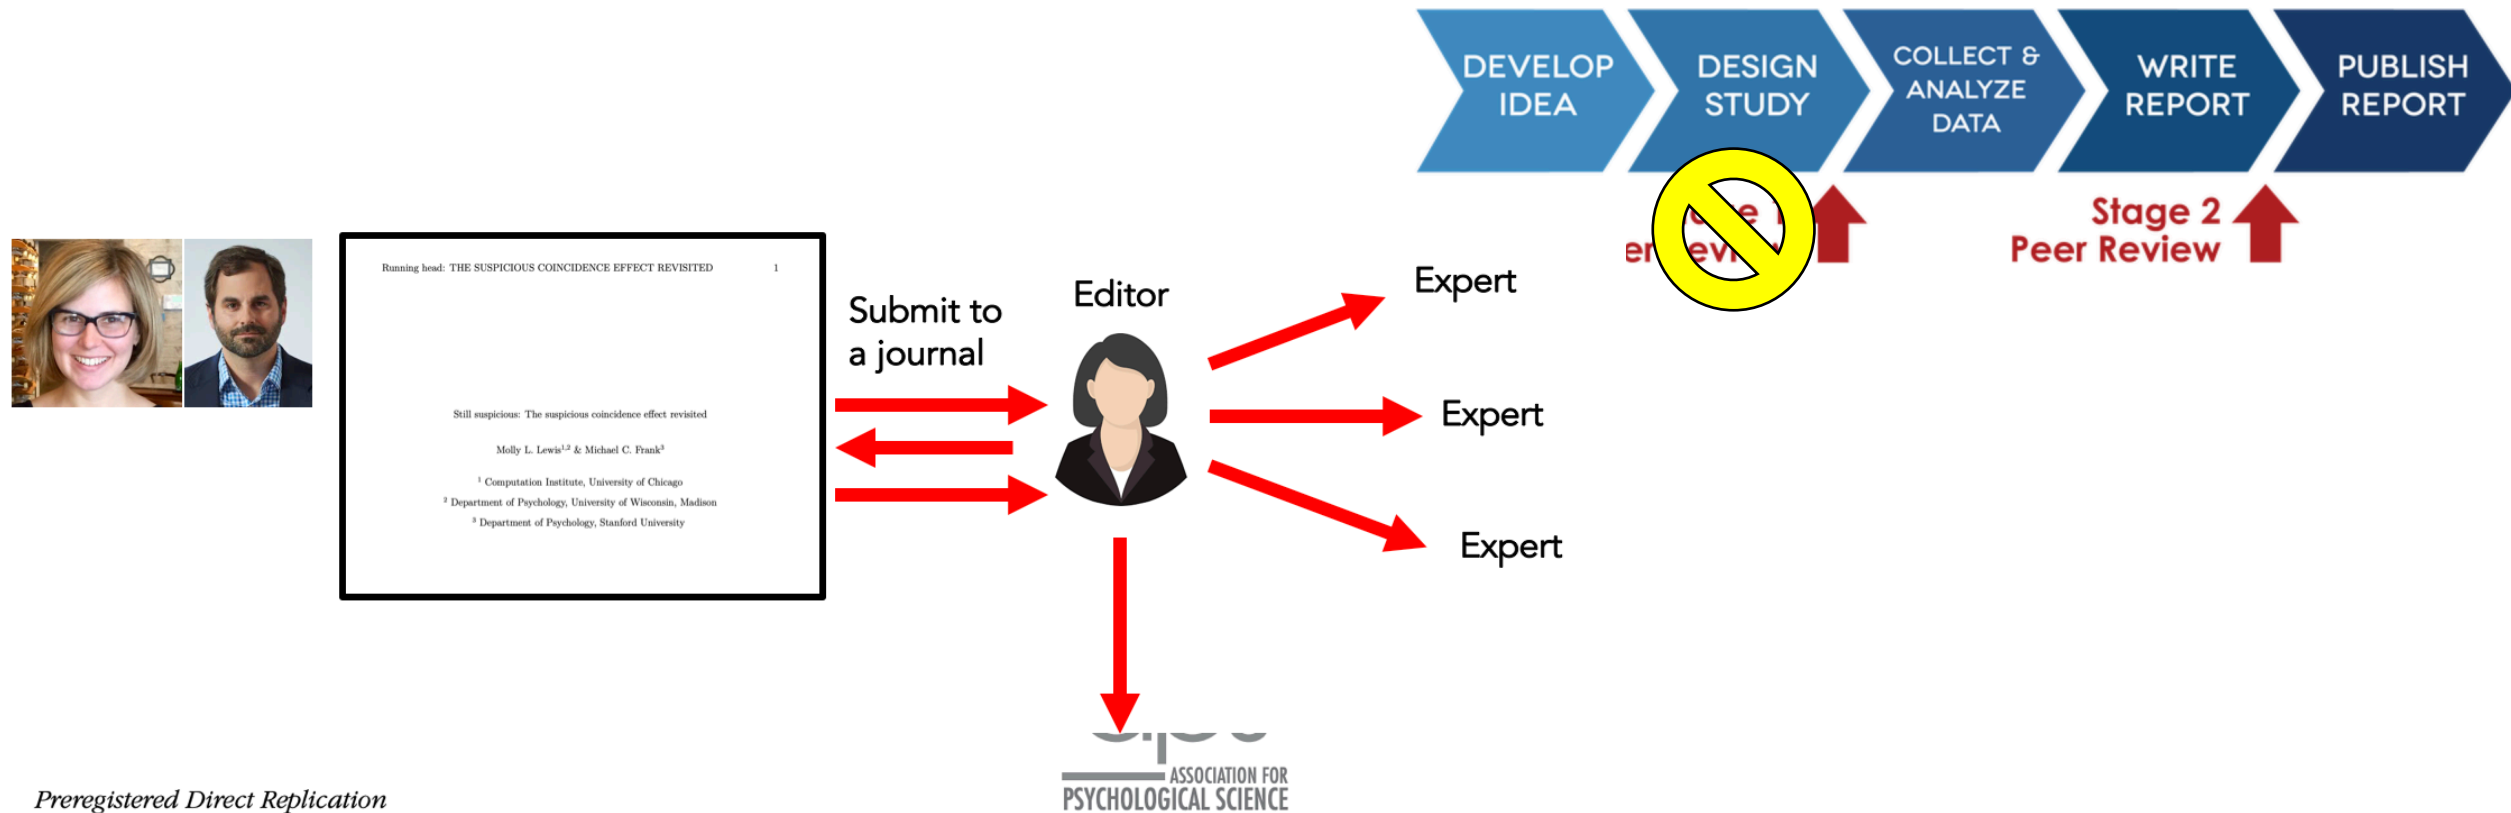 DEVELOP
IDEA
DESIGN
STUDY
COLLECT &
ANALYZE
DATA
WRITE
REPORT
PUBLISH
REPORT
Stage 2
Peer Review
Running head: THE SUSPICIOUS COINCIDENCE EFFECT REVISITED 1
Still suspicious: The suspicious coincidence effect revisited
Molly L. Lewis1,2 & Michael C. Frank3
1 Computation Institute, University of Chicago
2 Department of Psychology, University of Wisconsin, Madison
3 Department of Psychology, Stanford University
Submit to
a journal
Editor
Expert
Expert
Expert
ASSOCIATION FOR
PSYCHOLOGICAL SCIENCE
Preregistered Direct Replication